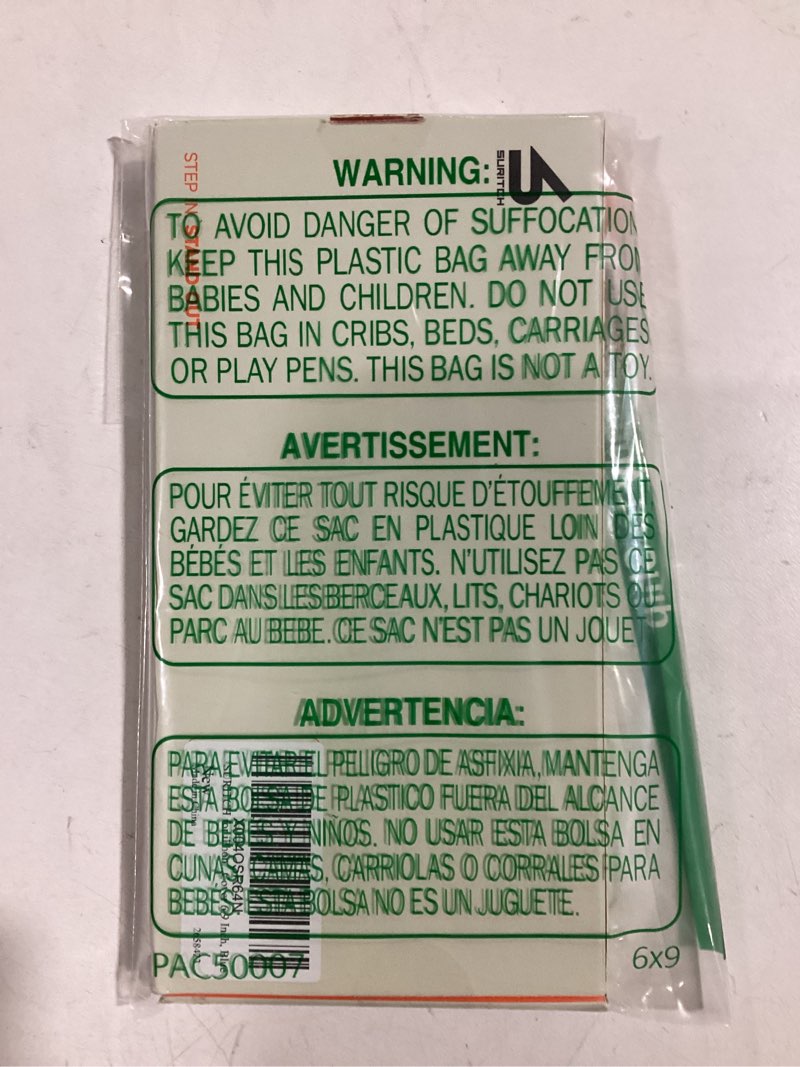 WARNING:
TO AVOID DANGER OF SUFFOCATION
KEEP THIS PLASTIC BAG AWAY FROM
BABIES AND CHILDREN. DO NOT USE
THIS BAG IN CRIBS, BEDS, CARRIAGES
OR PLAY PENS. THIS BAG IS NOT A TOY.
AVERTISSEMENT:
POUR ÉVITER TOUT RISQUE D'ÉTOUFFEMENT,
GARDEZ CE SAC EN PLASTIQUE LOIN DES
BÉBÉS ET LES ENFANTS. N'UTILISEZ PAS CE
SAC DANS LES BERCEAUX, LITS, CHARIOTS OU
PARC AU BEBE. CE SAC N'EST PAS UN JOUET
ADVERTENCIA:
PARA EVITAR EL PELIGRO DE ASFIXIA, MANTENGA
ESTA BOLSA DE PLASTICO FUERA DEL ALCANCE
DE BEBES Y NINOS. NO USAR ESTA BOLSA EN
CUNAS, CAMAS, CARRIOLAS O CORRALES PARA
BEBES. ESTA BOLSA NO ES UN JUGUETE.
PAC50007
6x9
SURITCH
STEP N STAND OUT
New